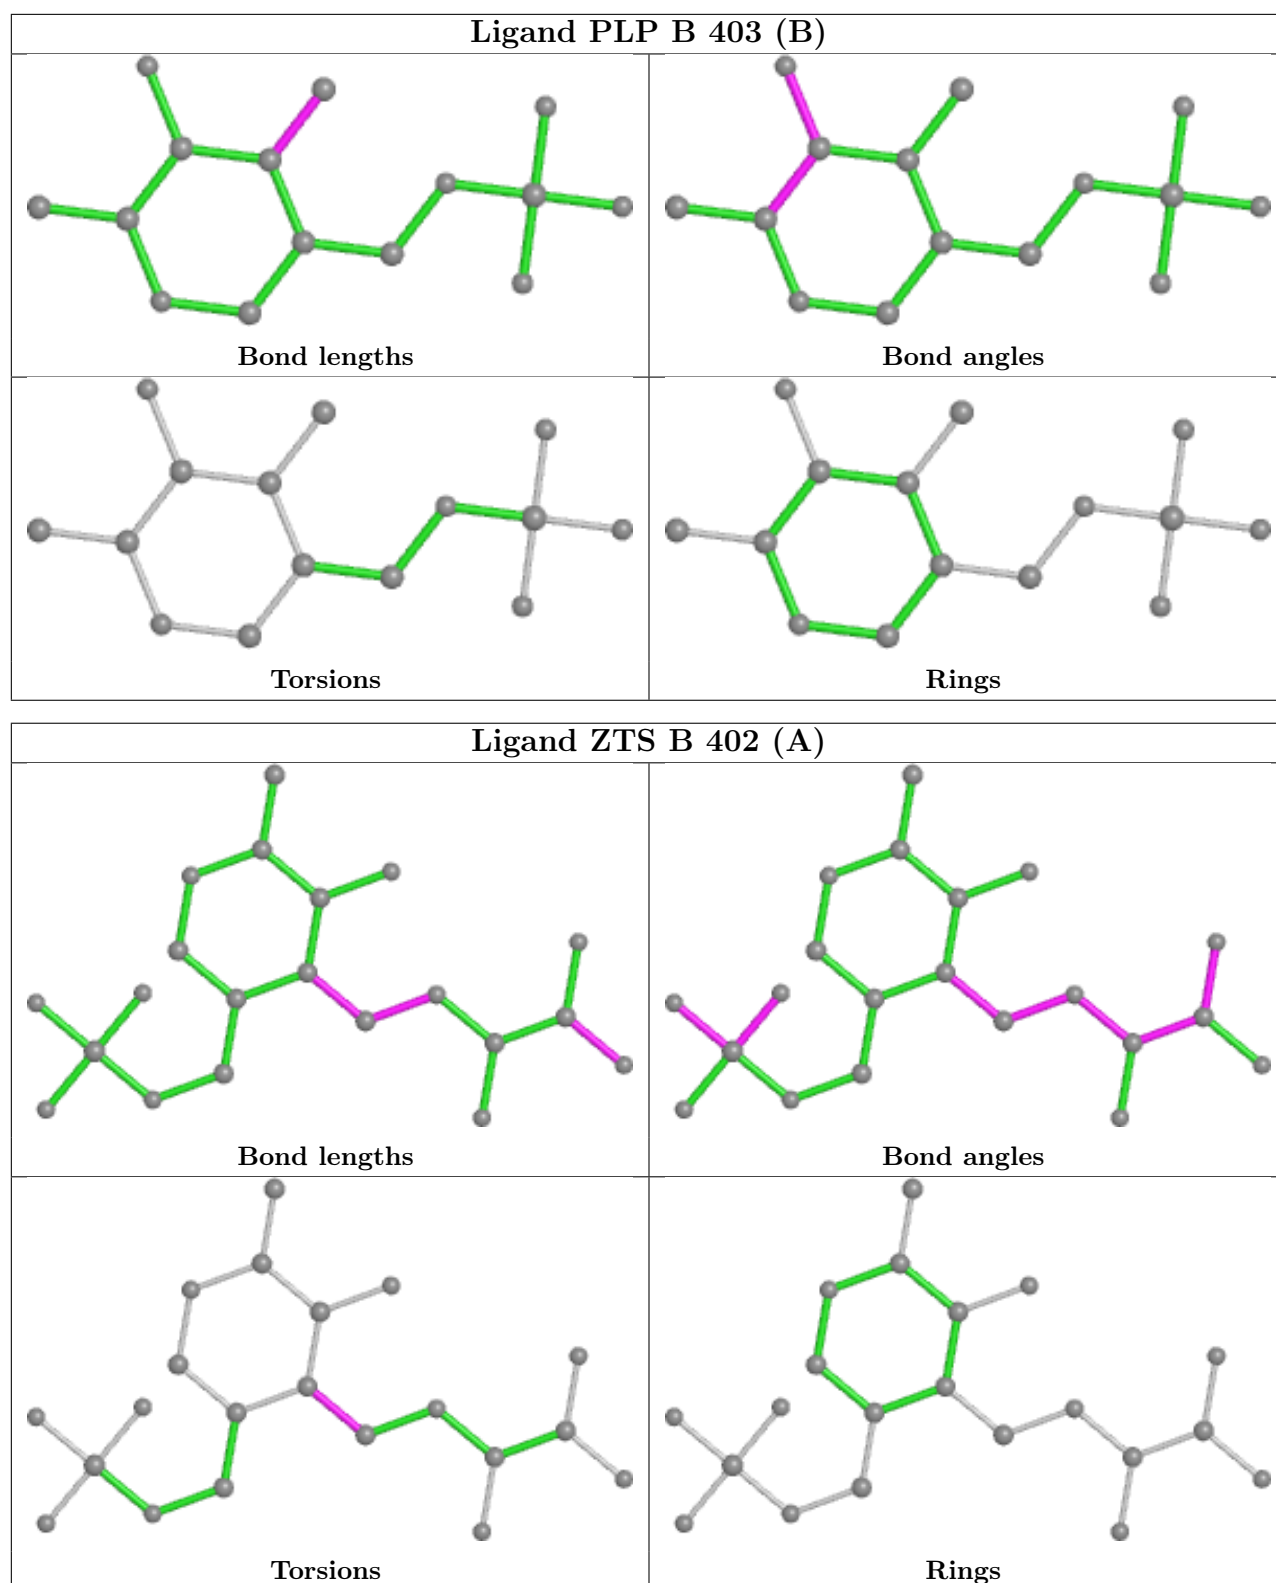 Ligand PLP B 403 (B)
Bond lengths
Bond angles
Torsions
Rings
Ligand ZTS B 402 (A)
Bond lengths
Bond angles
Torsions
Rings